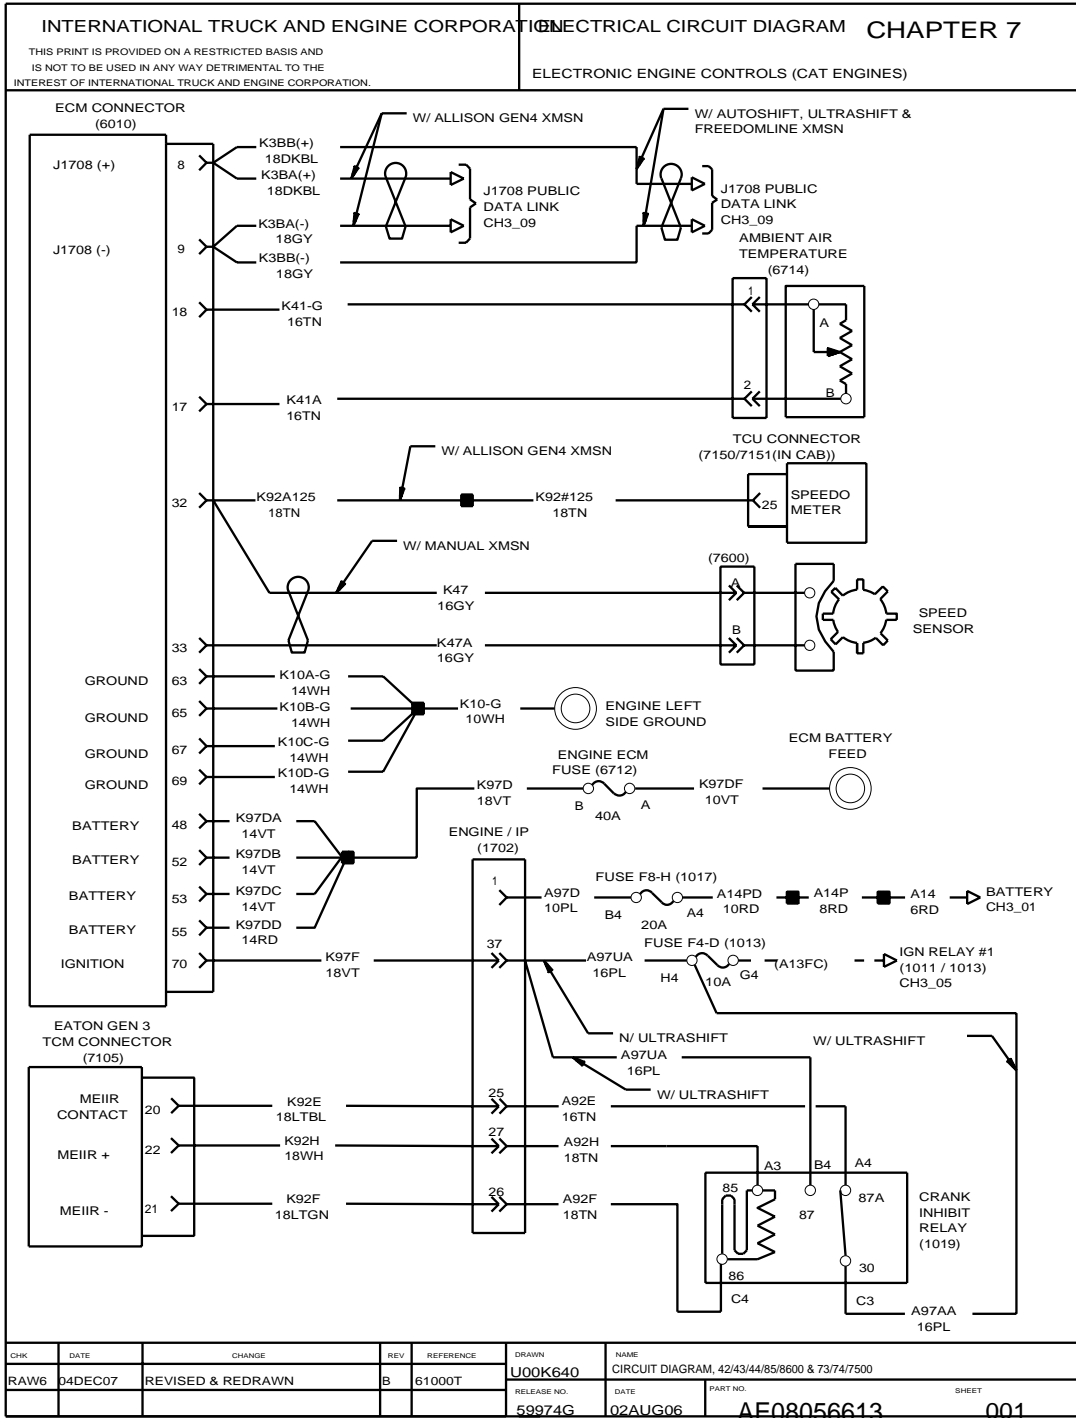 INTERNATIONAL TRUCK AND ENGINE CORPORATION
ELECTRICAL CIRCUIT DIAGRAM
CHAPTER 7
THIS PRINT IS PROVIDED ON A RESTRICTED BASIS AND
IS NOT TO BE USED IN ANY WAY DETRIMENTAL TO THE
INTEREST OF INTERNATIONAL TRUCK AND ENGINE CORPORATION.
ELECTRONIC ENGINE CONTROLS (CAT ENGINES)
ECM CONNECTOR
(6010)
W/ ALLISON GEN4 XMSN
W/ AUTOSHIFT, ULTRASHIFT &
FREEDOMLINE XMSN
J1708 (+)
8
K3BB(+)
18DKBL
K3BA(+)
18DKBL
J1708 PUBLIC
DATA LINK
CH3_09
J1708 PUBLIC
DATA LINK
CH3_09
J1708 (-)
9
K3BA(-)
18GY
K3BB(-)
18GY
AMBIENT AIR
TEMPERATURE
(6714)
18
K41-G
16TN
1
A
17
K41A
16TN
2
B
TCU CONNECTOR
(7150/7151(IN CAB))
W/ ALLISON GEN4 XMSN
32
K92A125
18TN
K92#125
18TN
25
SPEEDO
METER
W/ MANUAL XMSN
(7600)
K47
16GY
A
SPEED
SENSOR
33
K47A
16GY
B
GROUND
63
K10A-G
14WH
GROUND
65
K10B-G
14WH
K10-G
10WH
ENGINE LEFT
SIDE GROUND
GROUND
67
K10C-G
14WH
GROUND
69
K10D-G
14WH
ENGINE ECM
FUSE (6712)
ECM BATTERY
FEED
K97D
18VT
B
40A
A
K97DF
10VT
BATTERY
48
K97DA
14VT
BATTERY
52
K97DB
14VT
BATTERY
53
K97DC
14VT
BATTERY
55
K97DD
14RD
IGNITION
70
K97F
18VT
ENGINE / IP
(1702)
1
A97D
10PL
FUSE F8-H (1017)
B4
20A
A4
A14PD
10RD
A14P
8RD
A14
6RD
BATTERY
CH3_01
37
A97UA
16PL
FUSE F4-D (1013)
H4
10A
G4
(A13FC)
IGN RELAY #1
(1011 / 1013)
CH3_05
EATON GEN 3
TCM CONNECTOR
(7105)
N/ ULTRASHIFT
W/ ULTRASHIFT
A97UA
16PL
W/ ULTRASHIFT
MEIIR
CONTACT
20
K92E
18LTBL
25
A92E
16TN
MEIIR +
22
K92H
18WH
27
A92H
18TN
MEIIR -
21
K92F
18LTGN
26
A92F
18TN
A3
B4
A4
85
87
87A
86
30
C4
C3
CRANK
INHIBIT
RELAY
(1019)
A97AA
16PL
CHK
DATE
CHANGE
REV
REFERENCE
DRAWN
NAME
RAW6
04DEC07
REVISED & REDRAWN
B
61000T
U00K640
CIRCUIT DIAGRAM, 42/43/44/85/8600 & 73/74/7500
RELEASE NO.
DATE
PART NO.
SHEET
59974G
02AUG06
AE08056613
001